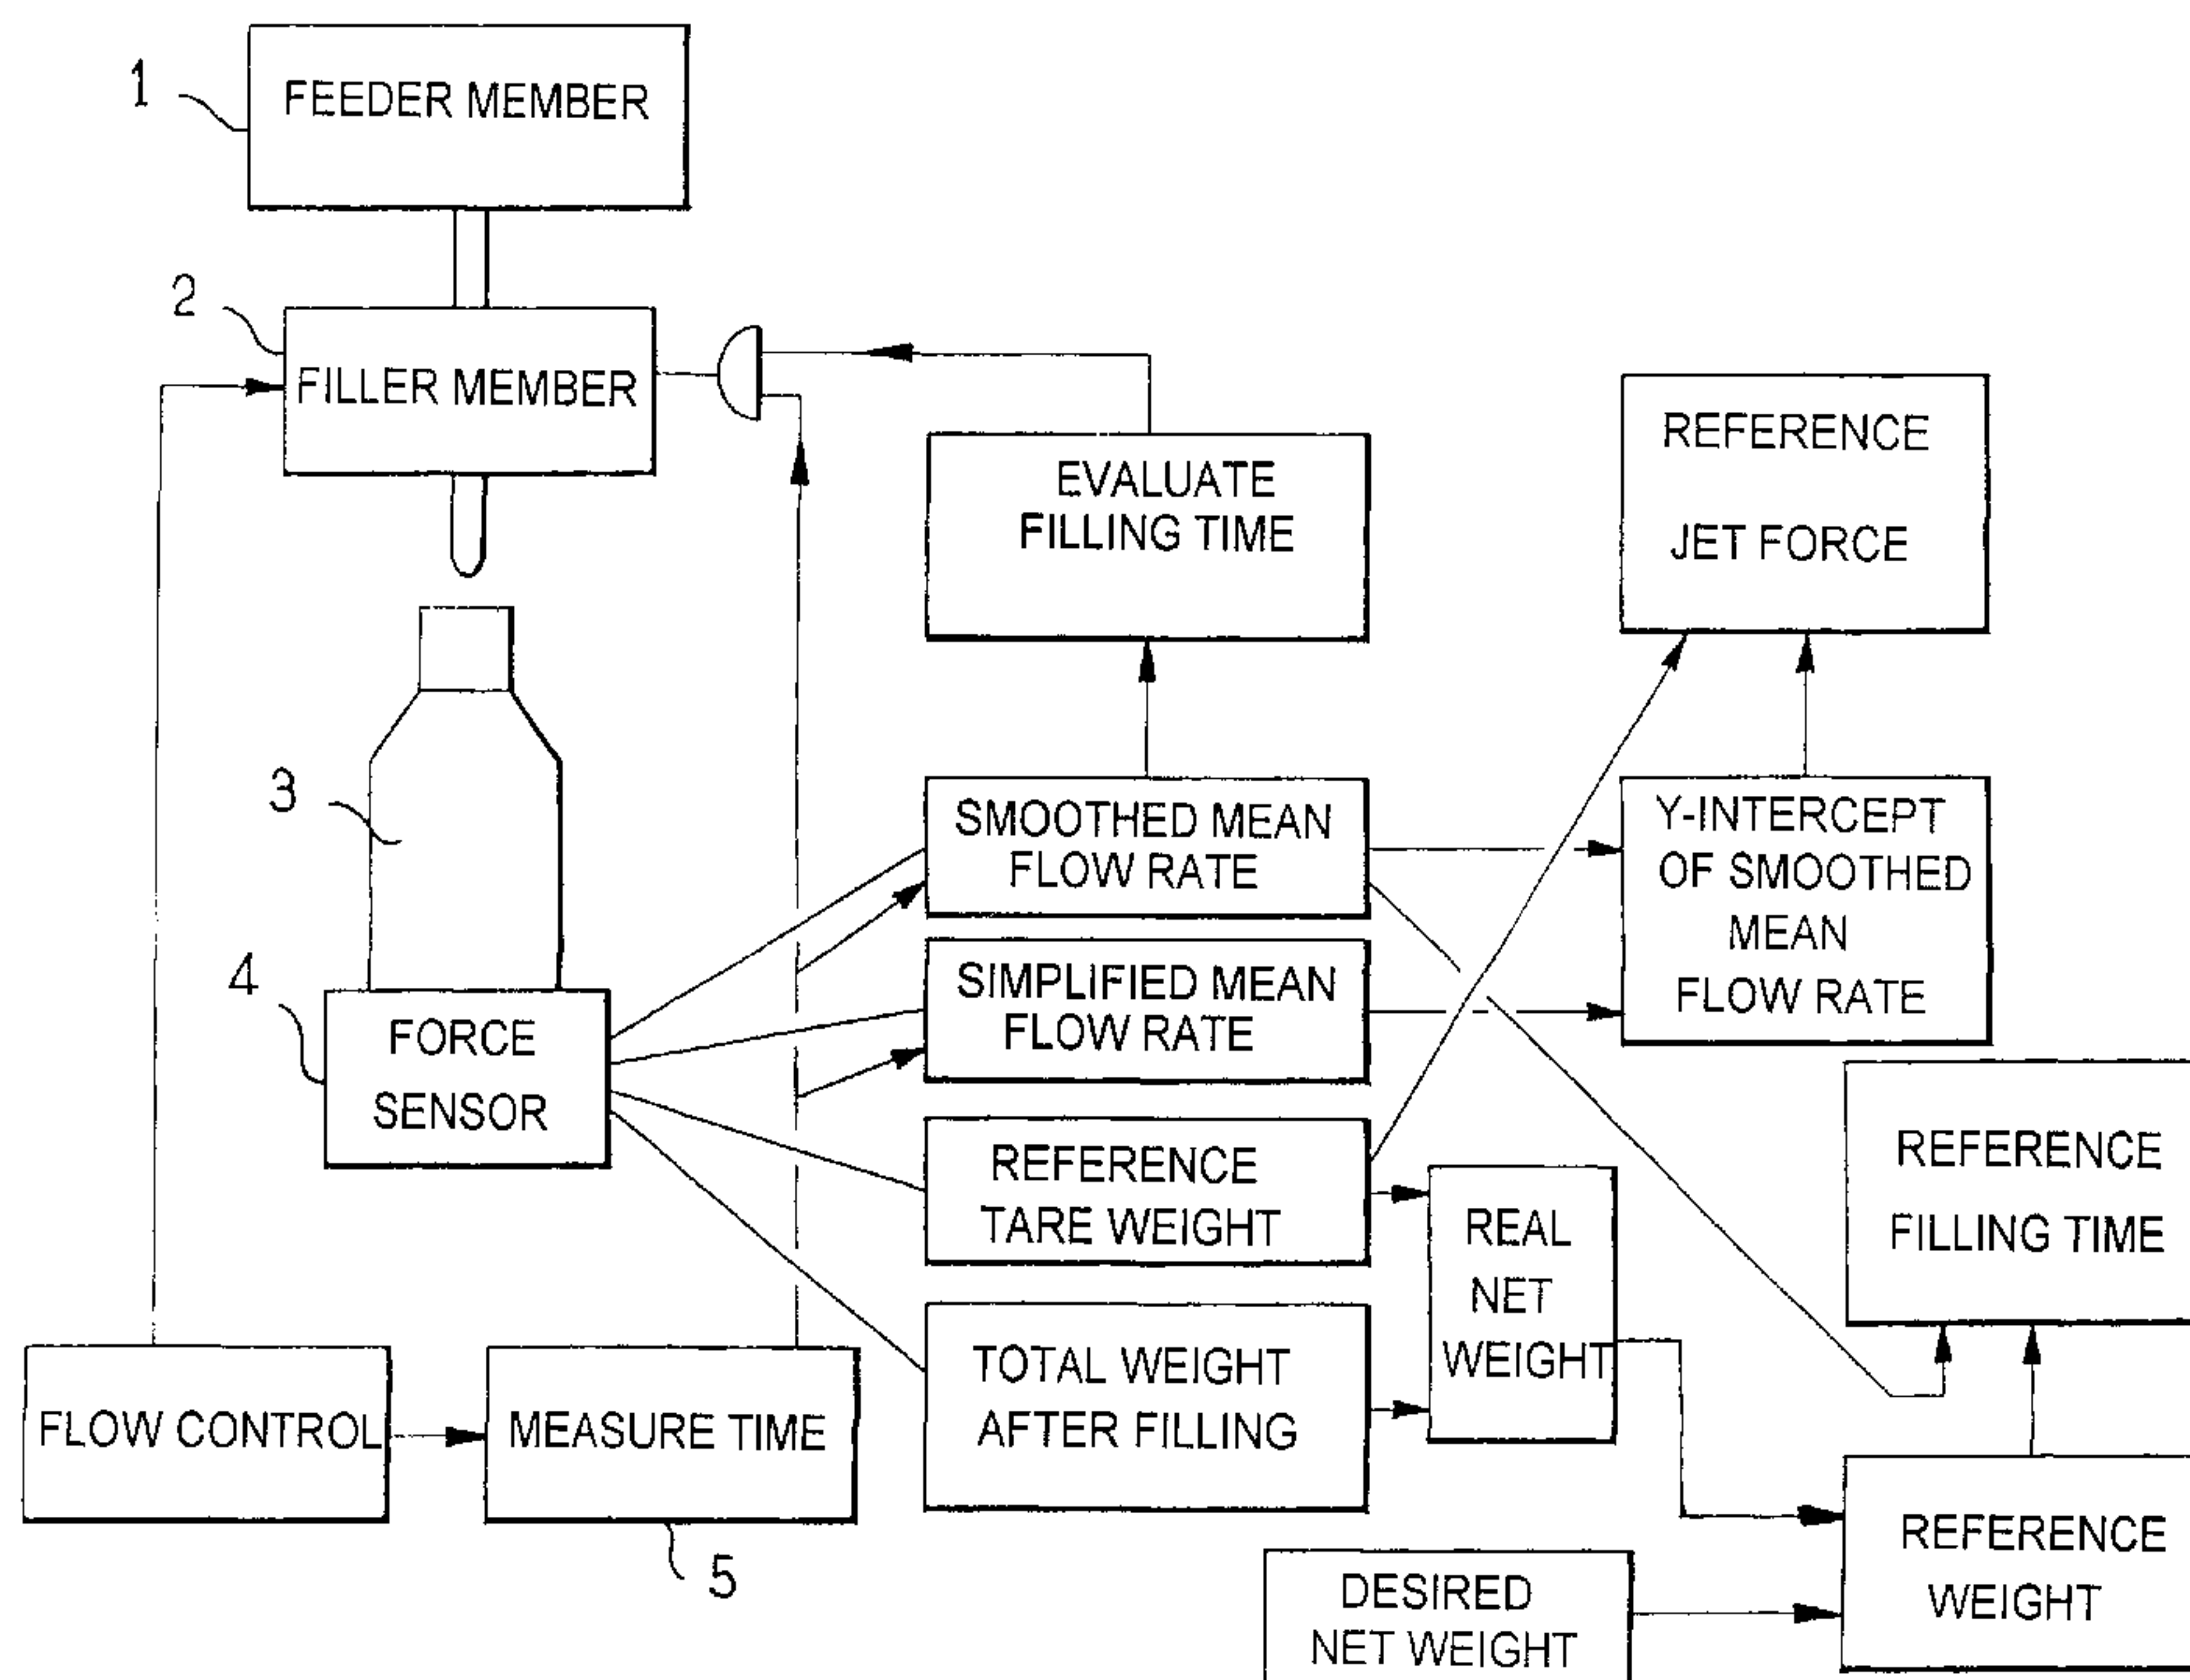 1
FEEDER MEMBER
2
FILLER MEMBER
EVALUATE
FILLING TIME
REFERENCE
JET FORCE
3
SMOOTHED MEAN
FLOW RATE
Y-INTERCEPT
OF SMOOTHED
MEAN
FLOW RATE
4
FORCE
SENSOR
SIMPLIFIED MEAN
FLOW RATE
REFERENCE
TARE WEIGHT
REAL
NET
WEIGHT
REFERENCE
FILLING TIME
FLOW CONTROL
MEASURE TIME
5
TOTAL WEIGHT
AFTER FILLING
DESIRED
NET WEIGHT
REFERENCE
WEIGHT